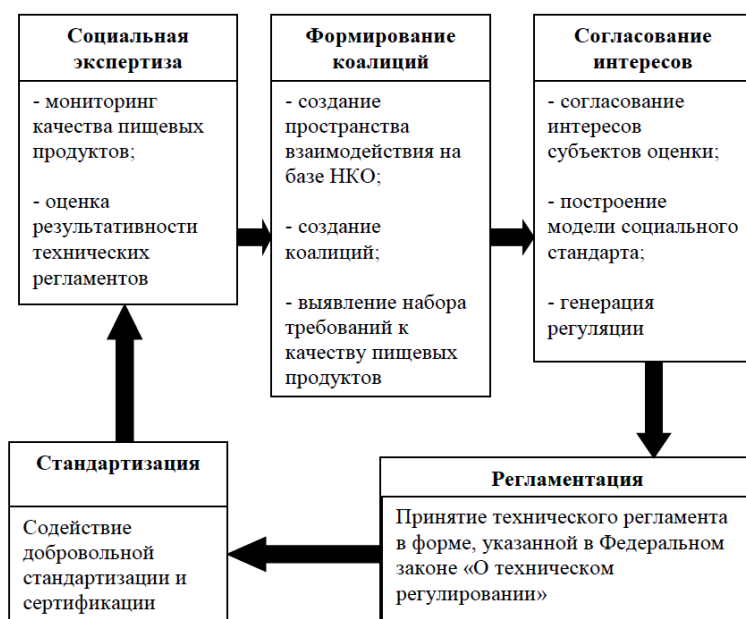 Социальная
экспертиза
- мониторинг
качества пищевых
продуктов;
- оценка
результативности
технических
регламентов
Формирование
коалиций
- создание
пространства
взаимодействия на
базе НКО;
- создание
коалиций;
- выявление набора
требований к
качеству пищевых
продуктов
Согласование
интересов
- согласование
интересов
субъектов оценки;
- построение
модели социального
стандарта;
- генерация
регуляции
Регламентация
Принятие технического регламента
в форме, указанной в Федеральном
законе «О техническом
регулировании»
Стандартизация
Содействие
добровольной
стандартизации и
сертификации